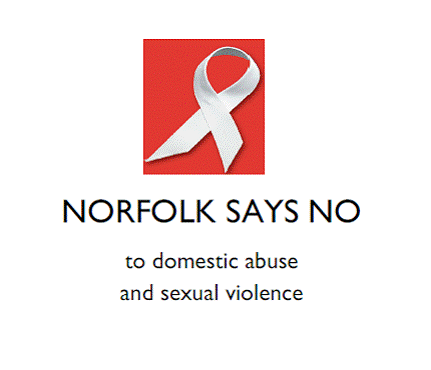 NORFOLK SAYS NO
to domestic abuse
and sexual violence